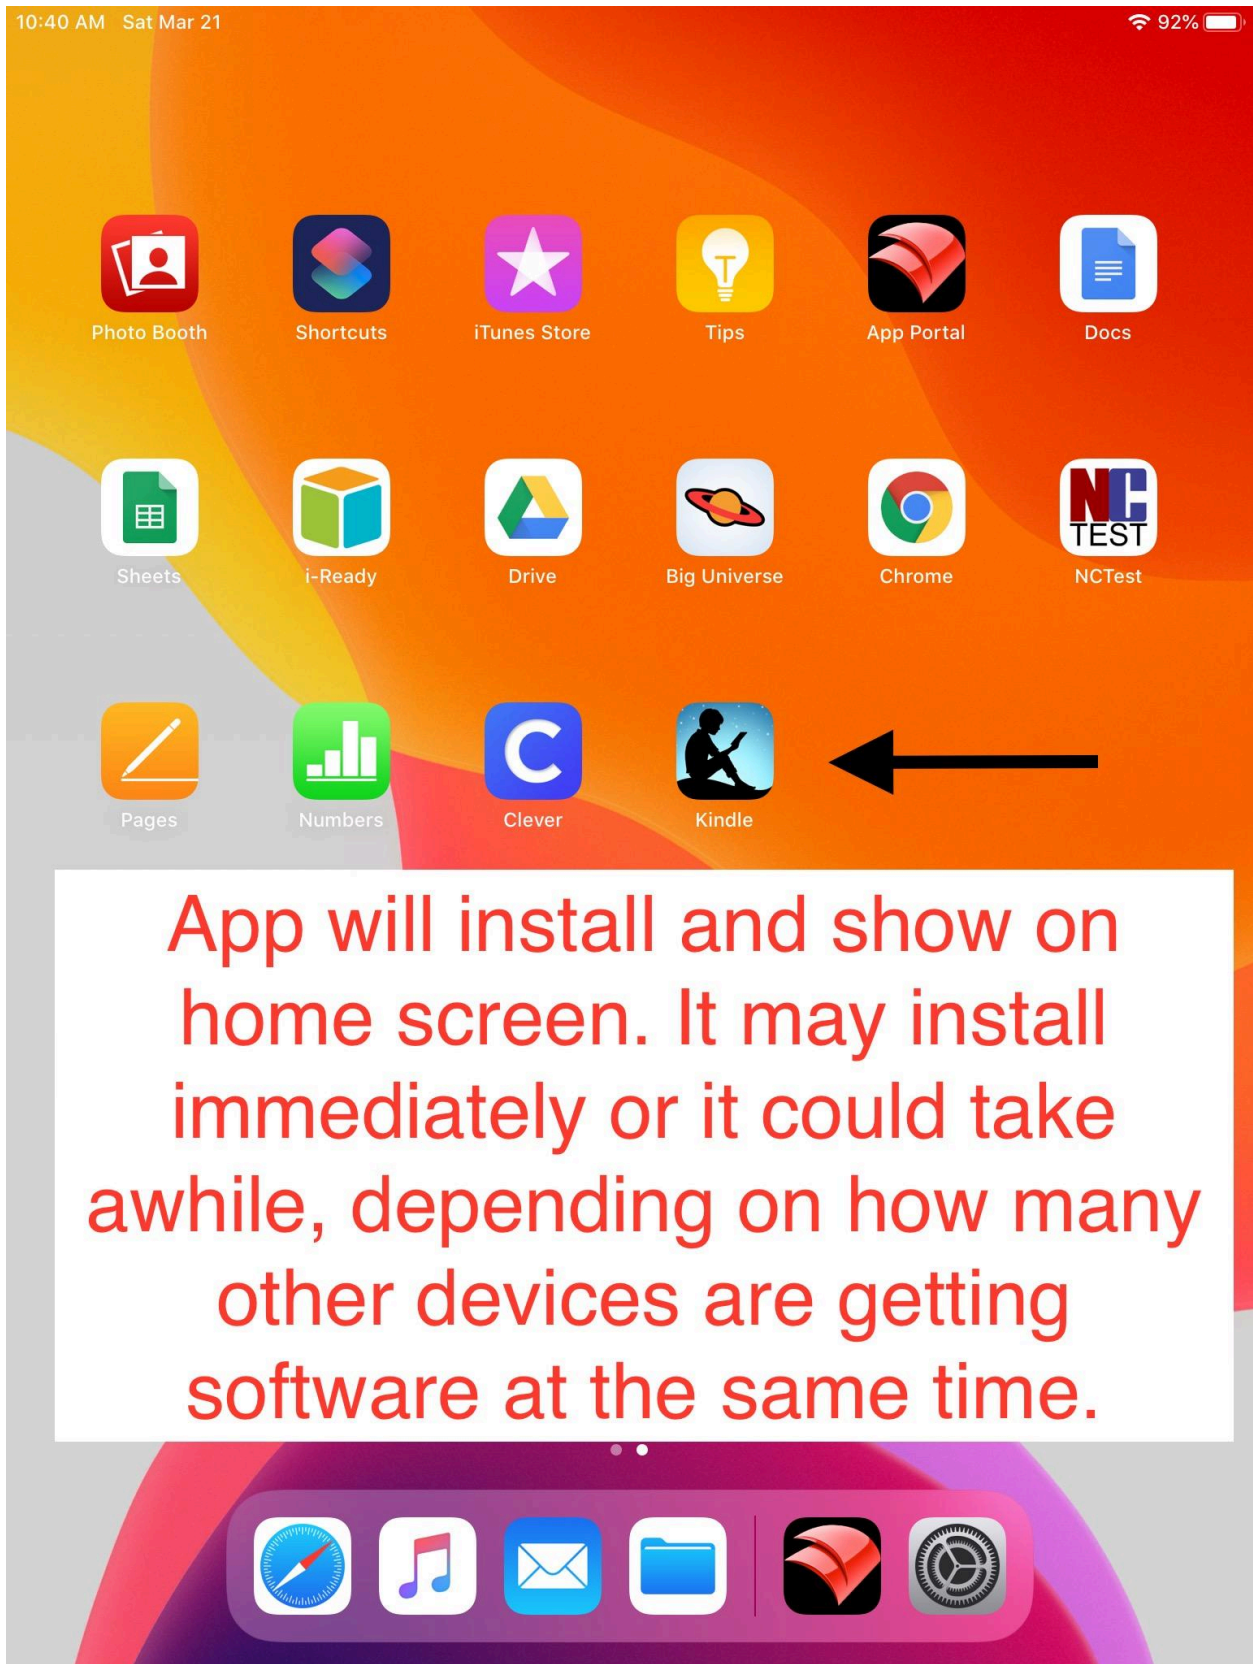 10:40 AM Sat Mar 21 92%
Photo Booth Shortcuts iTunes Store Tips App Portal Docs
NC
TEST
Sheets i-Ready Drive Big Universe Chrome NCTest
C
Pages Numbers Clever Kindle
App will install and show on
home screen. It may install
immediately or it could take
awhile, depending on how many
other devices are getting
software at the same time.